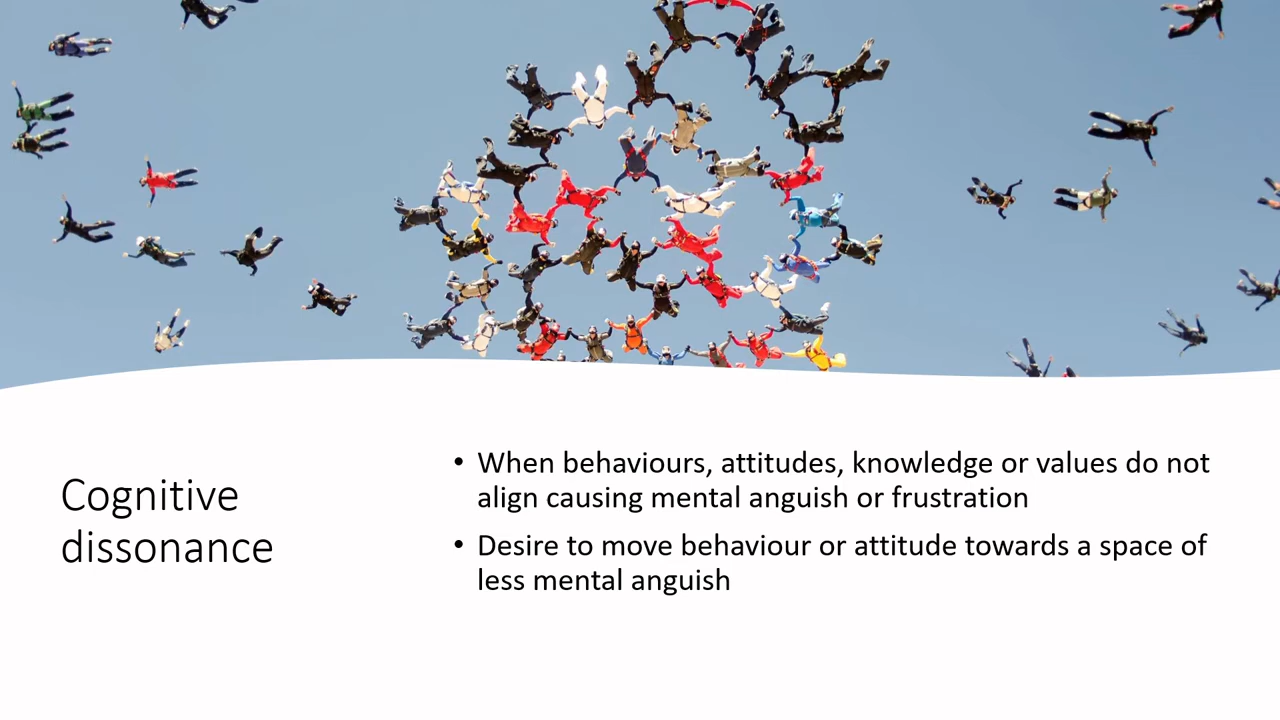 Cognitive
dissonance
• When behaviours, attitudes, knowledge or values do not
align causing mental anguish or frustration
• Desire to move behaviour or attitude towards a space of
less mental anguish